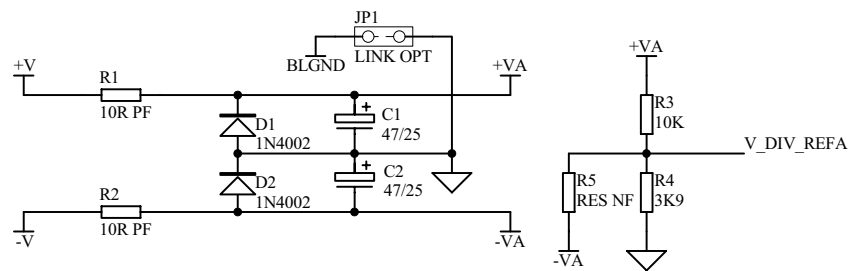 JP1
BLGND
LINK OPT
+V
R1
10R PF
+VA
D1
1N4002
+
C1
47/25
D2
1N4002
+
C2
47/25
R2
10R PF
-V
-VA
+VA
R3
10K
V_DIV_REFA
R5
RES NF
R4
3K9
-VA